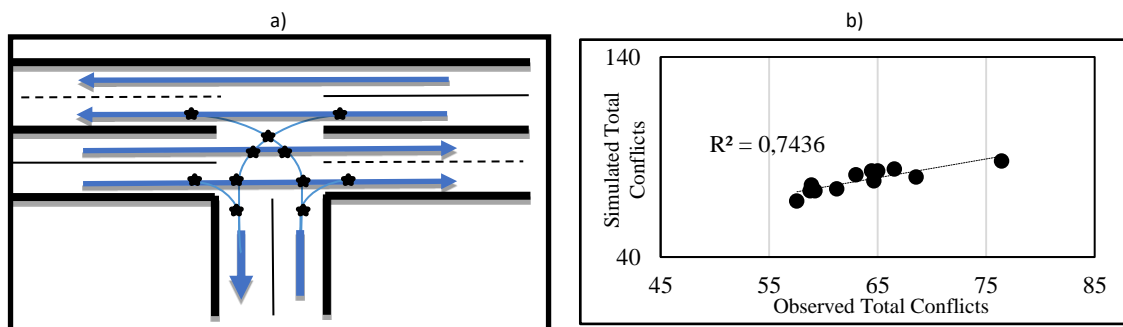 a)
b)
140
Simulated Total
Conflicts
R² = 0,7436
40
45
55
65
75
85
Observed Total Conflicts